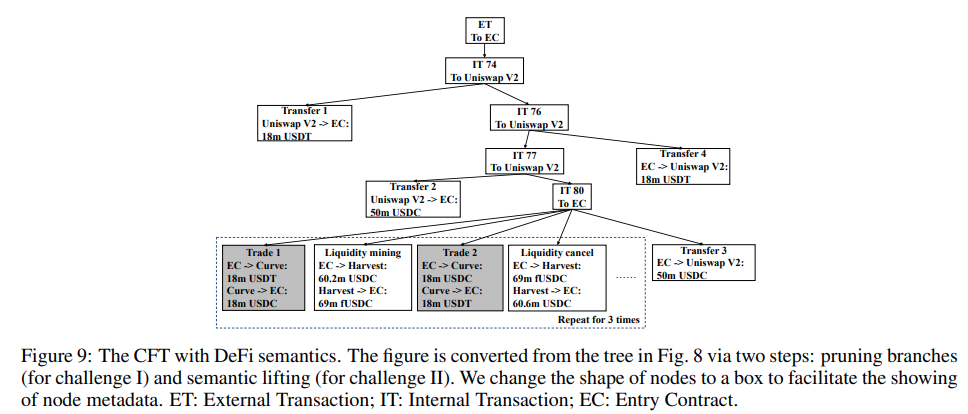 ET
To EC
IT 74
To Uniswap V2
Transfer 1
Uniswap V2 -> EC:
18m USDT
IT 76
To Uniswap V2
IT 77
To Uniswap V2
Transfer 4
EC -> Uniswap V2:
18m USDT
Transfer 2
Uniswap V2 -> EC:
50m USDC
IT 80
To EC
Trade 1
EC -> Curve:
18m USDT
Curve -> EC:
18m USDC
Liquidity mining
EC -> Harvest:
60.2m USDC
Harvest -> EC:
69m fUSDC
Trade 2
EC -> Curve:
18m USDC
Curve -> EC:
18m USDT
Liquidity cancel
EC -> Harvest:
69m fUSDC
Harvest -> EC:
60.6m USDC
......
Transfer 3
EC -> Uniswap V2:
50m USDC
Repeat for 3 times
Figure 9: The CFT with DeFi semantics. The figure is converted from the tree in Fig. 8 via two steps: pruning branches
(for challenge I) and semantic lifting (for challenge II). We change the shape of nodes to a box to facilitate the showing
of node metadata. ET: External Transaction; IT: Internal Transaction; EC: Entry Contract.